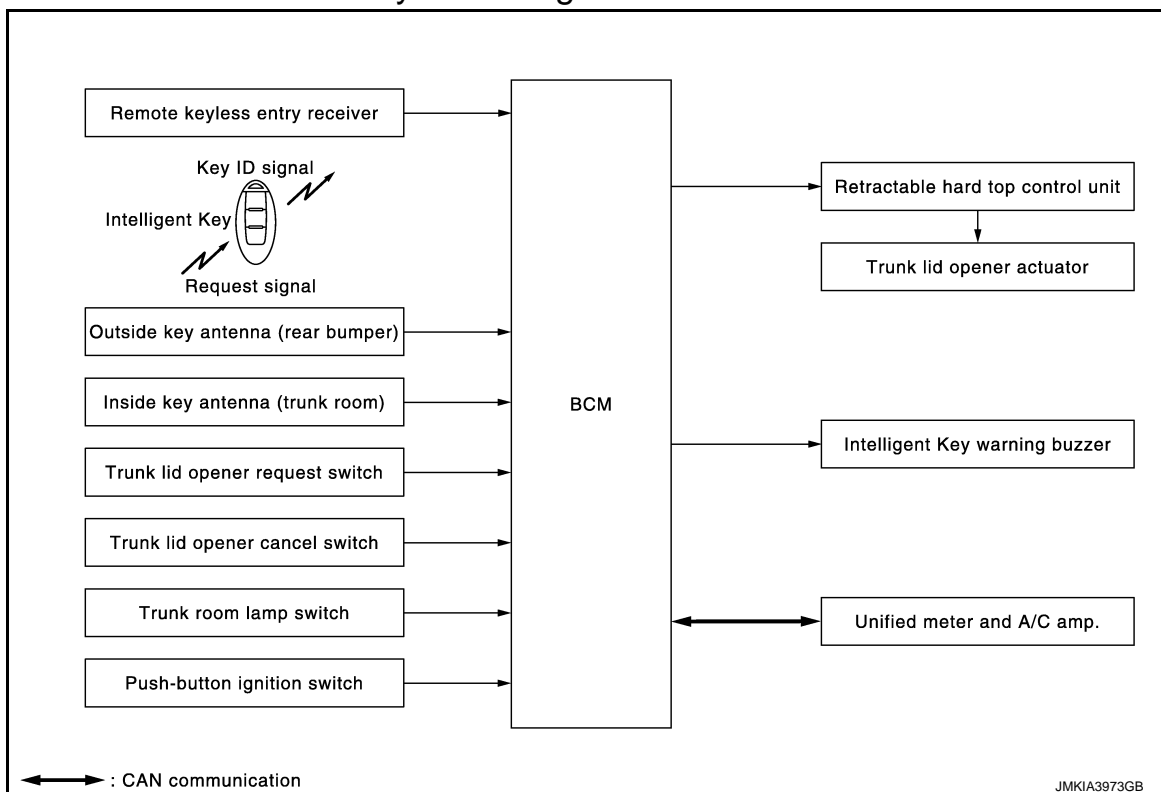 Remote keyless entry receiver
Key ID signal
Intelligent Key
Request signal
Outside key antenna (rear bumper)
Inside key antenna (trunk room)
Trunk lid opener request switch
Trunk lid opener cancel switch
Trunk room lamp switch
Push-button ignition switch
BCM
Retractable hard top control unit
Trunk lid opener actuator
Intelligent Key warning buzzer
Unified meter and A/C amp.
: CAN communication
JMKIA3973GB